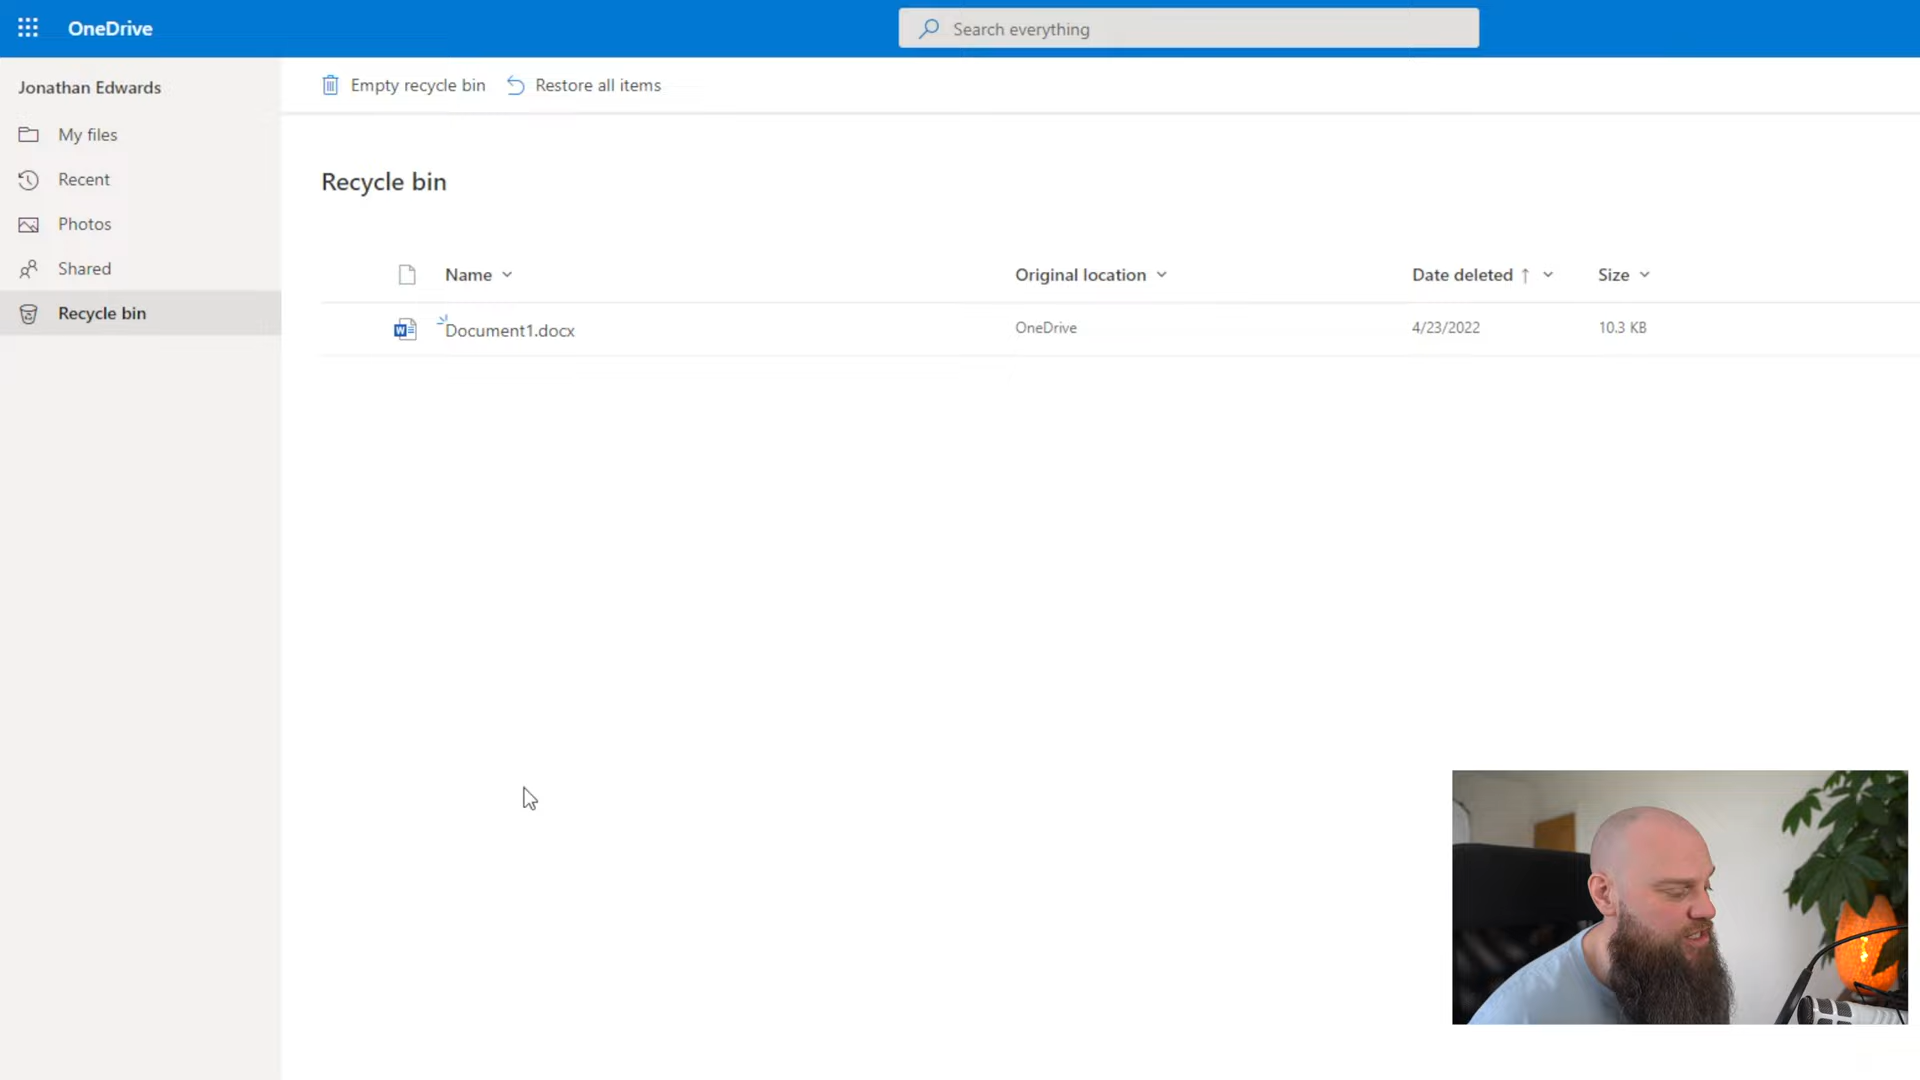 OneDrive
Search everything
Jonathan Edwards
My files
Recent
Photos
Shared
Recycle bin
Empty recycle bin
Restore all items
Recycle bin
Name Original location Date deleted ↑ Size
Document1.docx OneDrive 4/23/2022 10.3 KB